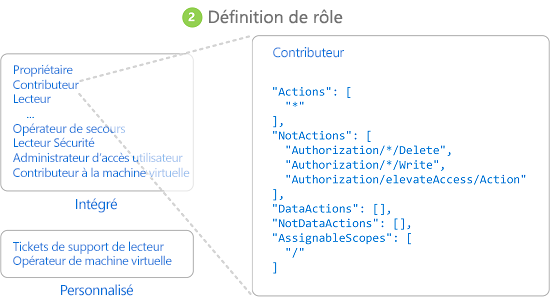 2 Définition de rôle
Propriétaire
Contributeur
Lecteur
...
Opérateur de secours
Lecteur Sécurité
Administrateur d'accès utilisateur
Contributeur à la machine virtuelle
Intégré
Tickets de support de lecteur
Opérateur de machine virtuelle
Personnalisé
Contributeur
"Actions": [
"*"
],
"NotActions": [
"Authorization/*/Delete",
"Authorization/*/Write",
"Authorization/elevateAccess/Action"
],
"DataActions": [],
"NotDataActions": [],
"AssignableScopes": [
"/"
]